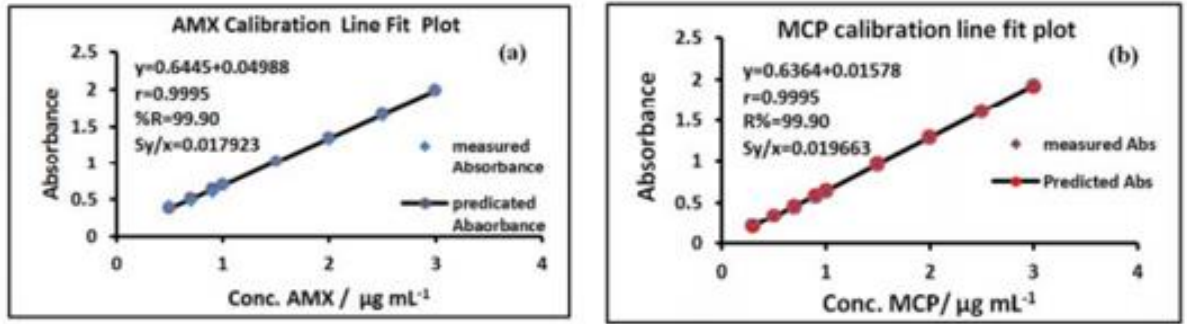 AMX Calibration Line Fit Plot
(a)
y=0.6445+0.04988
r=0.9995
%R=99.90
Sy/x=0.017923
measured
Absorbance
predicated
Abaorbance
Absorbance
2.5
2
1.5
1
0.5
0
0 1 2 3 4
Conc. AMX / µg mL⁻¹
MCP calibration line fit plot
(b)
y=0.6364+0.01578
r=0.9995
R%=99.90
Sy/x=0.019663
measured Abs
Predicted Abs
Absorbance
2.5
2
1.5
1
0.5
0
0 1 2 3 4
Conc. MCP/ µg mL⁻¹